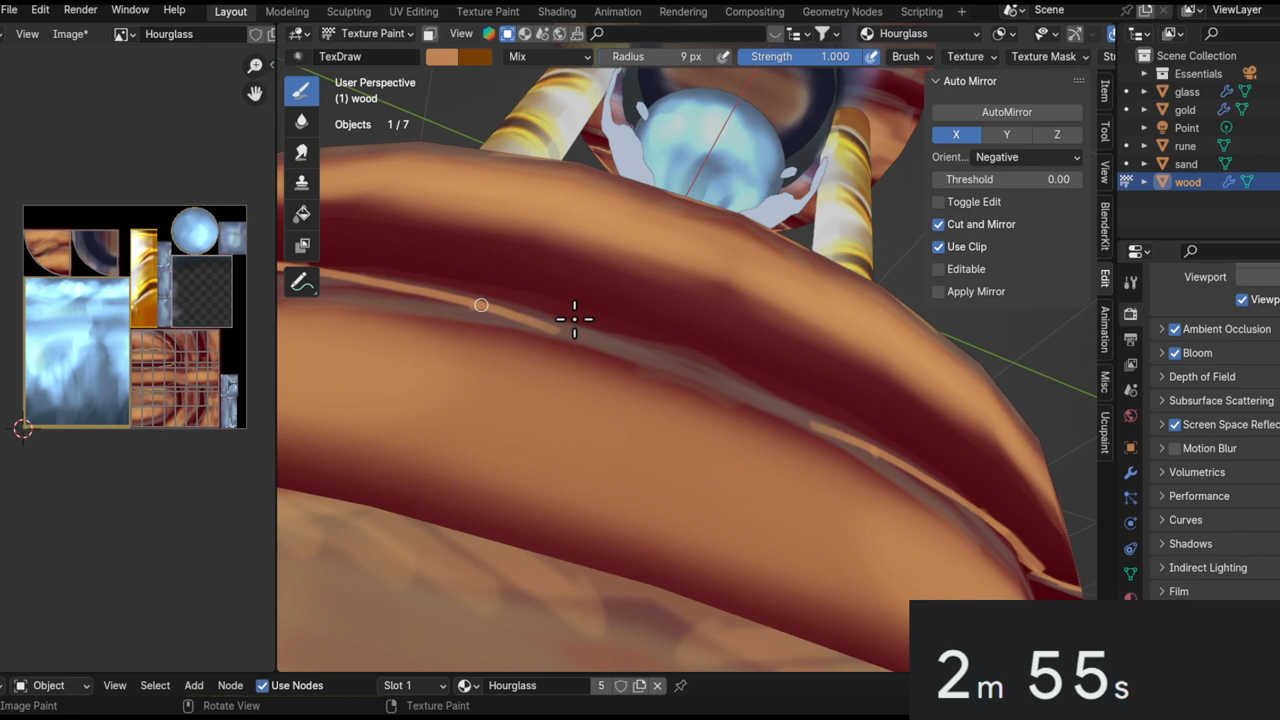 File Edit Render Window Help Layout Modeling Sculpting UV Editing Texture Paint Shading Animation Rendering Compositing Geometry Nodes Scripting + Scene ViewLayer
View Image* Hourglass Texture Paint View Hourglass
TexDraw Mix Radius 9 px Strength 1.000 Brush Texture Texture Mask
User Perspective
(1) wood
Objects 1 / 7
Auto Mirror
AutoMirror
X Y Z
Orient... Negative
Threshold 0.00
Toggle Edit
Cut and Mirror
Use Clip
Editable
Apply Mirror
Item
Tool
View
BlenderKit
Edit
Animation
Misc
Ucupaint
Scene Collection
Essentials
glass
gold
Point
rune
sand
wood
Viewport
Viewp
Ambient Occlusion
Bloom
Depth of Field
Subsurface Scattering
Screen Space Reflec
Motion Blur
Volumetrics
Performance
Curves
Shadows
Indirect Lighting
Film
2m 55s
Object View Select Add Node Use Nodes Slot 1 Hourglass 5
Image Paint Rotate View Texture Paint